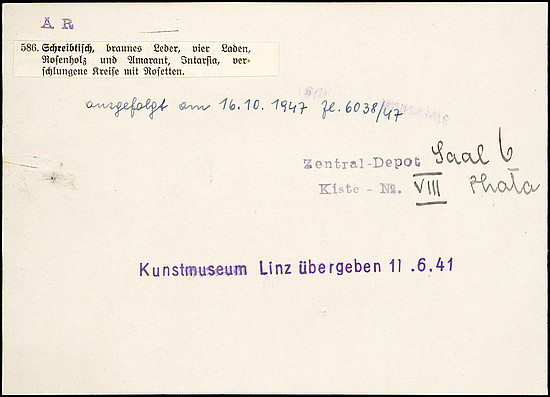 Ä R
586. Schreibtisch, braunes Leder, vier Laden,
Rosenholz und Amarant, Intarsia, ver-
schlungene Kreise mit Rosetten.
ausgefolgt am 16.10.1947 Zl. 6038/47
Zentral-Depot Saal 6
Kiste - Nr. VIII
Kunstmuseum Linz übergeben 11.6.41